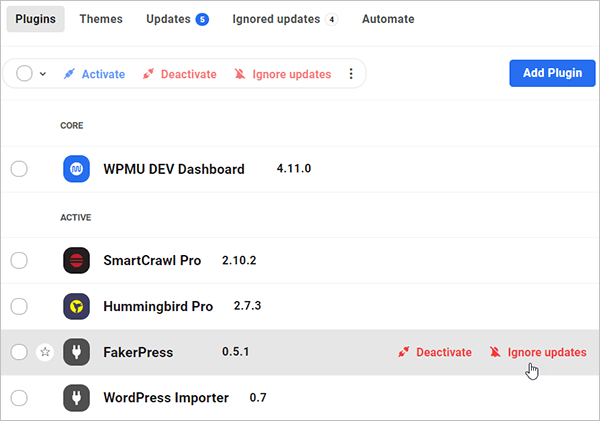 Plugins Themes Updates 5 Ignored updates 4 Automate
Activate Deactivate Ignore updates Add Plugin
CORE
WPMU DEV Dashboard 4.11.0
ACTIVE
SmartCrawl Pro 2.10.2
Hummingbird Pro 2.7.3
FakerPress 0.5.1 Deactivate Ignore updates
WordPress Importer 0.7